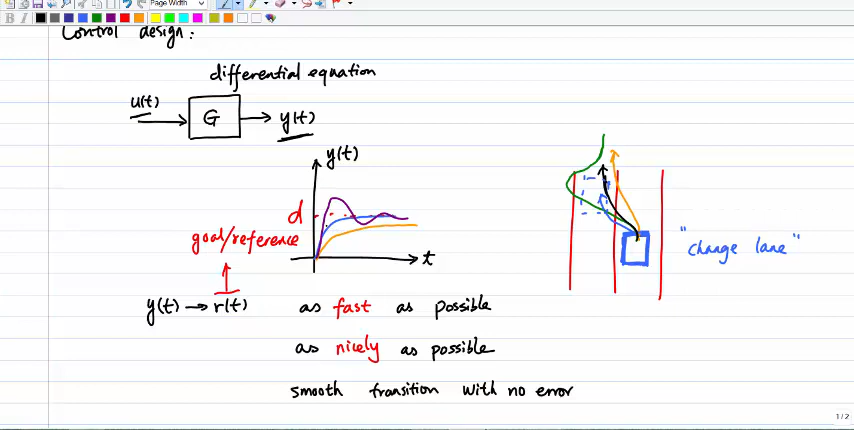 Page Width
Control design:
differential equation
u(t)
G
y(t)
y(t)
d
goal/reference
t
"change lane"
y(t) → r(t)
as fast as possible
as nicely as possible
smooth transition with no error
1/2